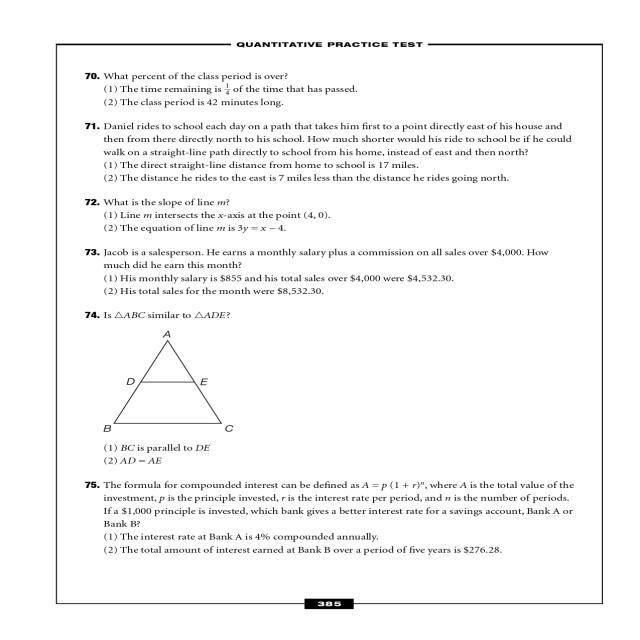 QUANTITATIVE PRACTICE TEST
70. What percent of the class period is over?
(1) The time remaining is 1/4 of the time that has passed.
(2) The class period is 42 minutes long.
71. Daniel rides to school each day on a path that takes him first to a point directly east of his house and
then from there directly north to his school. How much shorter would his ride to school be if he could
walk on a straight-line path directly to school from his home, instead of east and then north?
(1) The direct straight-line distance from home to school is 17 miles.
(2) The distance he rides to the east is 7 miles less than the distance he rides going north.
72. What is the slope of line m?
(1) Line m intersects the x-axis at the point (4, 0).
(2) The equation of line m is 3y = x – 4.
73. Jacob is a salesperson. He earns a monthly salary plus a commission on all sales over $4,000. How
much did he earn this month?
(1) His monthly salary is $855 and his total sales over $4,000 were $4,532.30.
(2) His total sales for the month were $8,532.30.
74. Is △ABC similar to △ADE?
A
D E
B C
(1) BC is parallel to DE
(2) AD = AE
75. The formula for compounded interest can be defined as A = p (1 + r)ⁿ, where A is the total value of the
investment, p is the principle invested, r is the interest rate per period, and n is the number of periods.
If a $1,000 principle is invested, which bank gives a better interest rate for a savings account, Bank A or
Bank B?
(1) The interest rate at Bank A is 4% compounded annually.
(2) The total amount of interest earned at Bank B over a period of five years is $276.28.
385